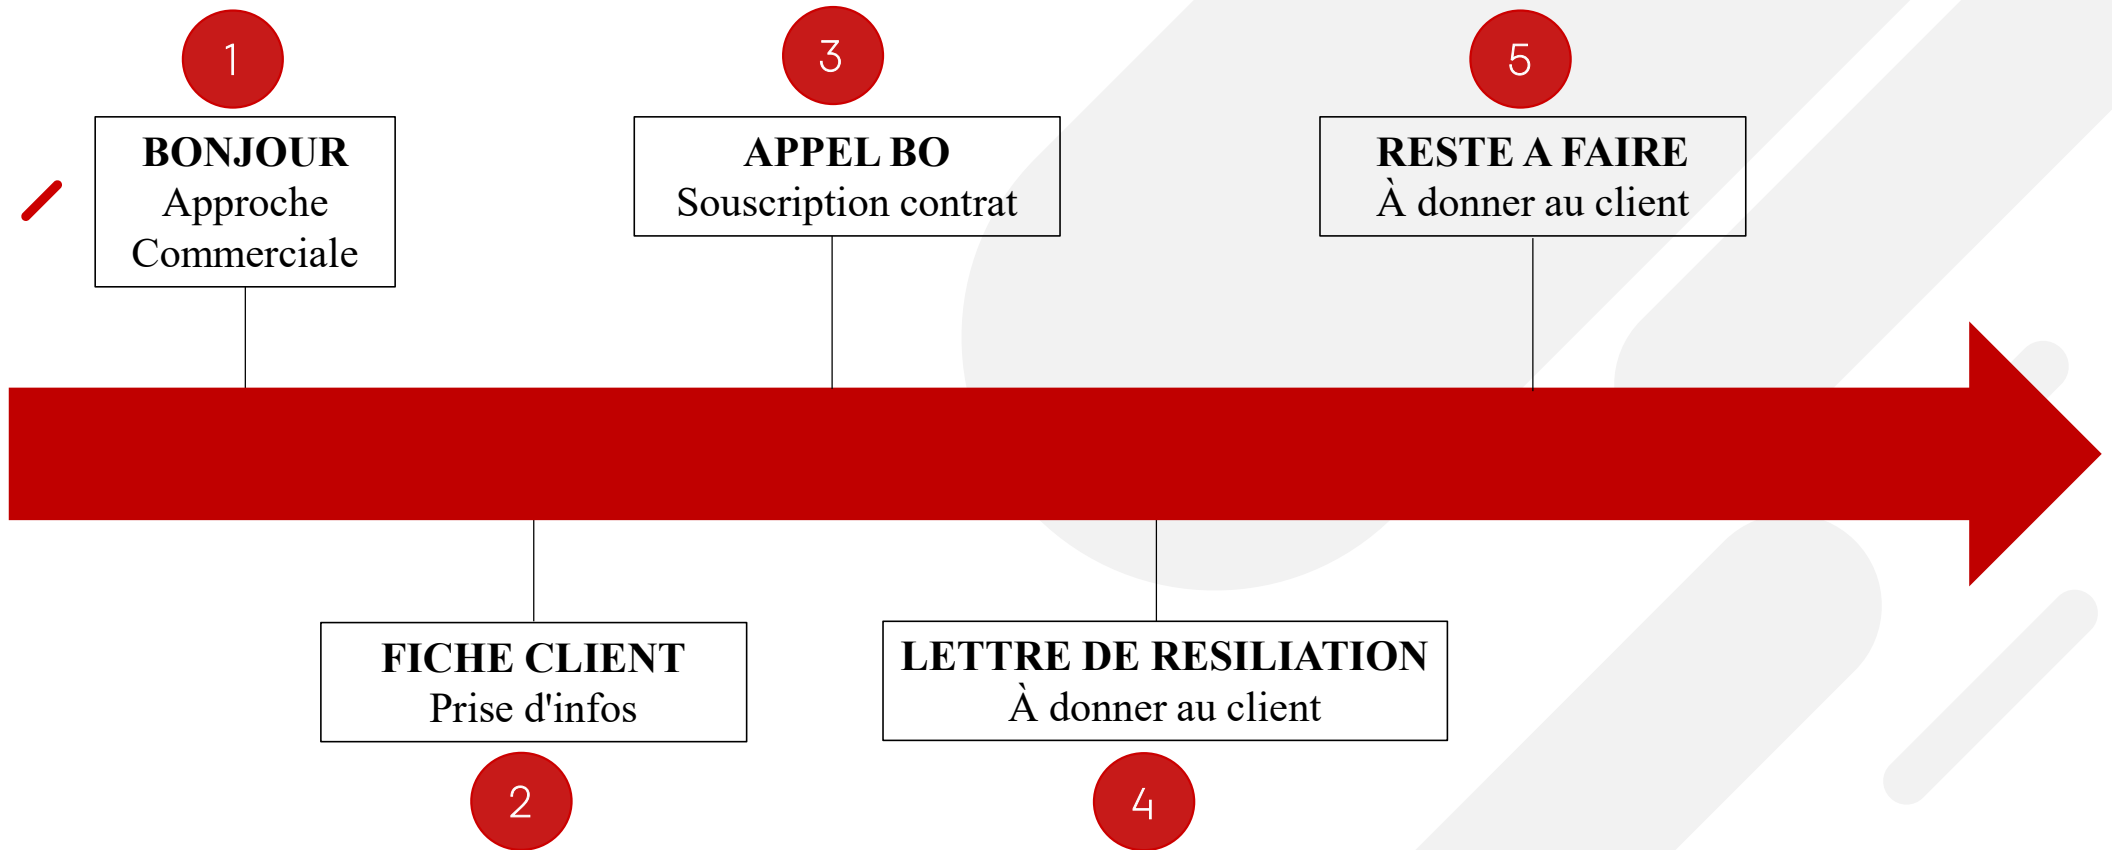 1
BONJOUR
Approche
Commerciale
2
FICHE CLIENT
Prise d'infos
3
APPEL BO
Souscription contrat
4
LETTRE DE RESILIATION
À donner au client
5
RESTE A FAIRE
À donner au client